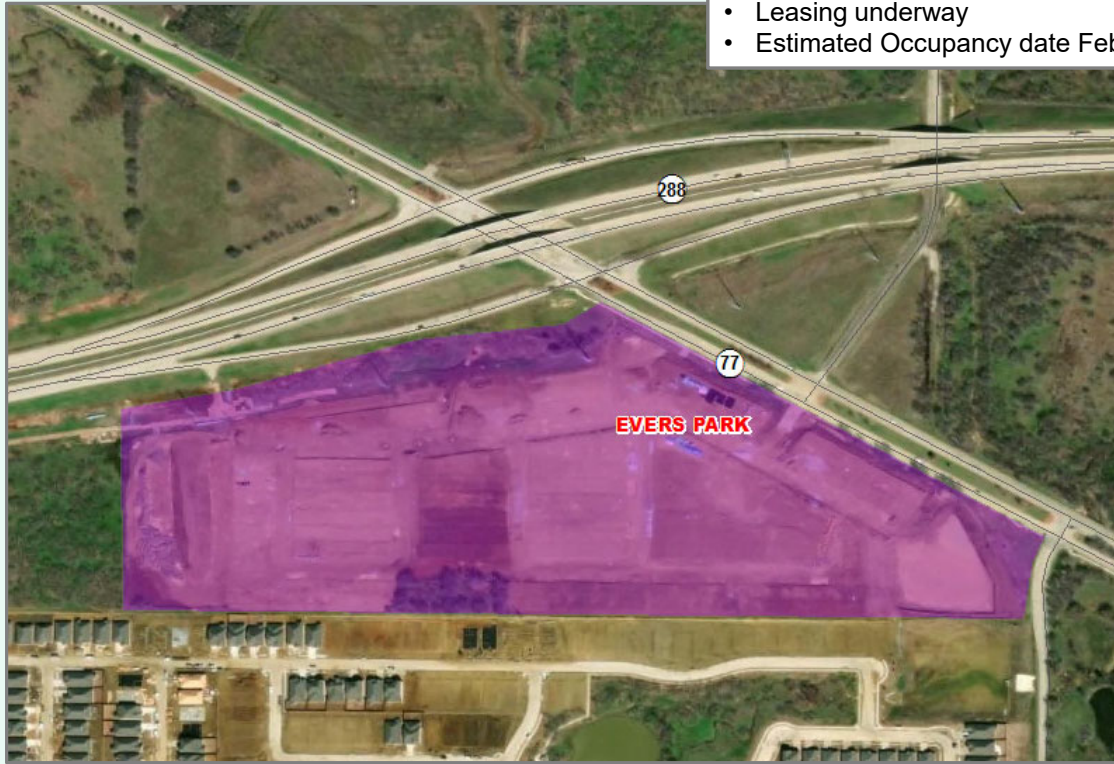 • Leasing underway
• Estimated Occupancy date Feb
288
77
EVERS PARK